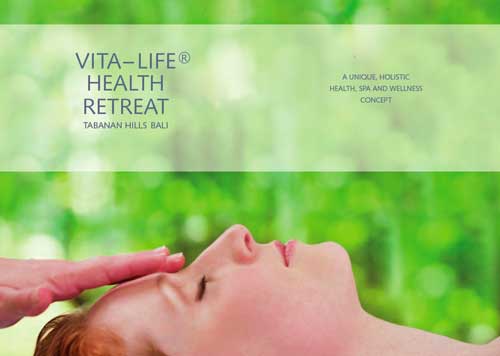 VITA–LIFE®
HEALTH
RETREAT
TABANAN HILLS BALI
A UNIQUE, HOLISTIC
HEALTH, SPA AND WELLNESS
CONCEPT